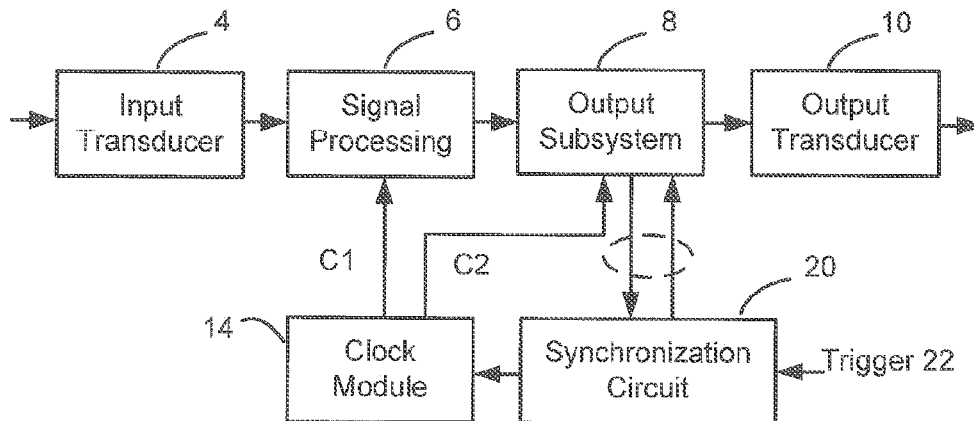 4
6
8
10
Input
Transducer
Signal
Processing
Output
Subsystem
Output
Transducer
C1
C2
20
14
Clock
Module
Synchronization
Circuit
Trigger 22